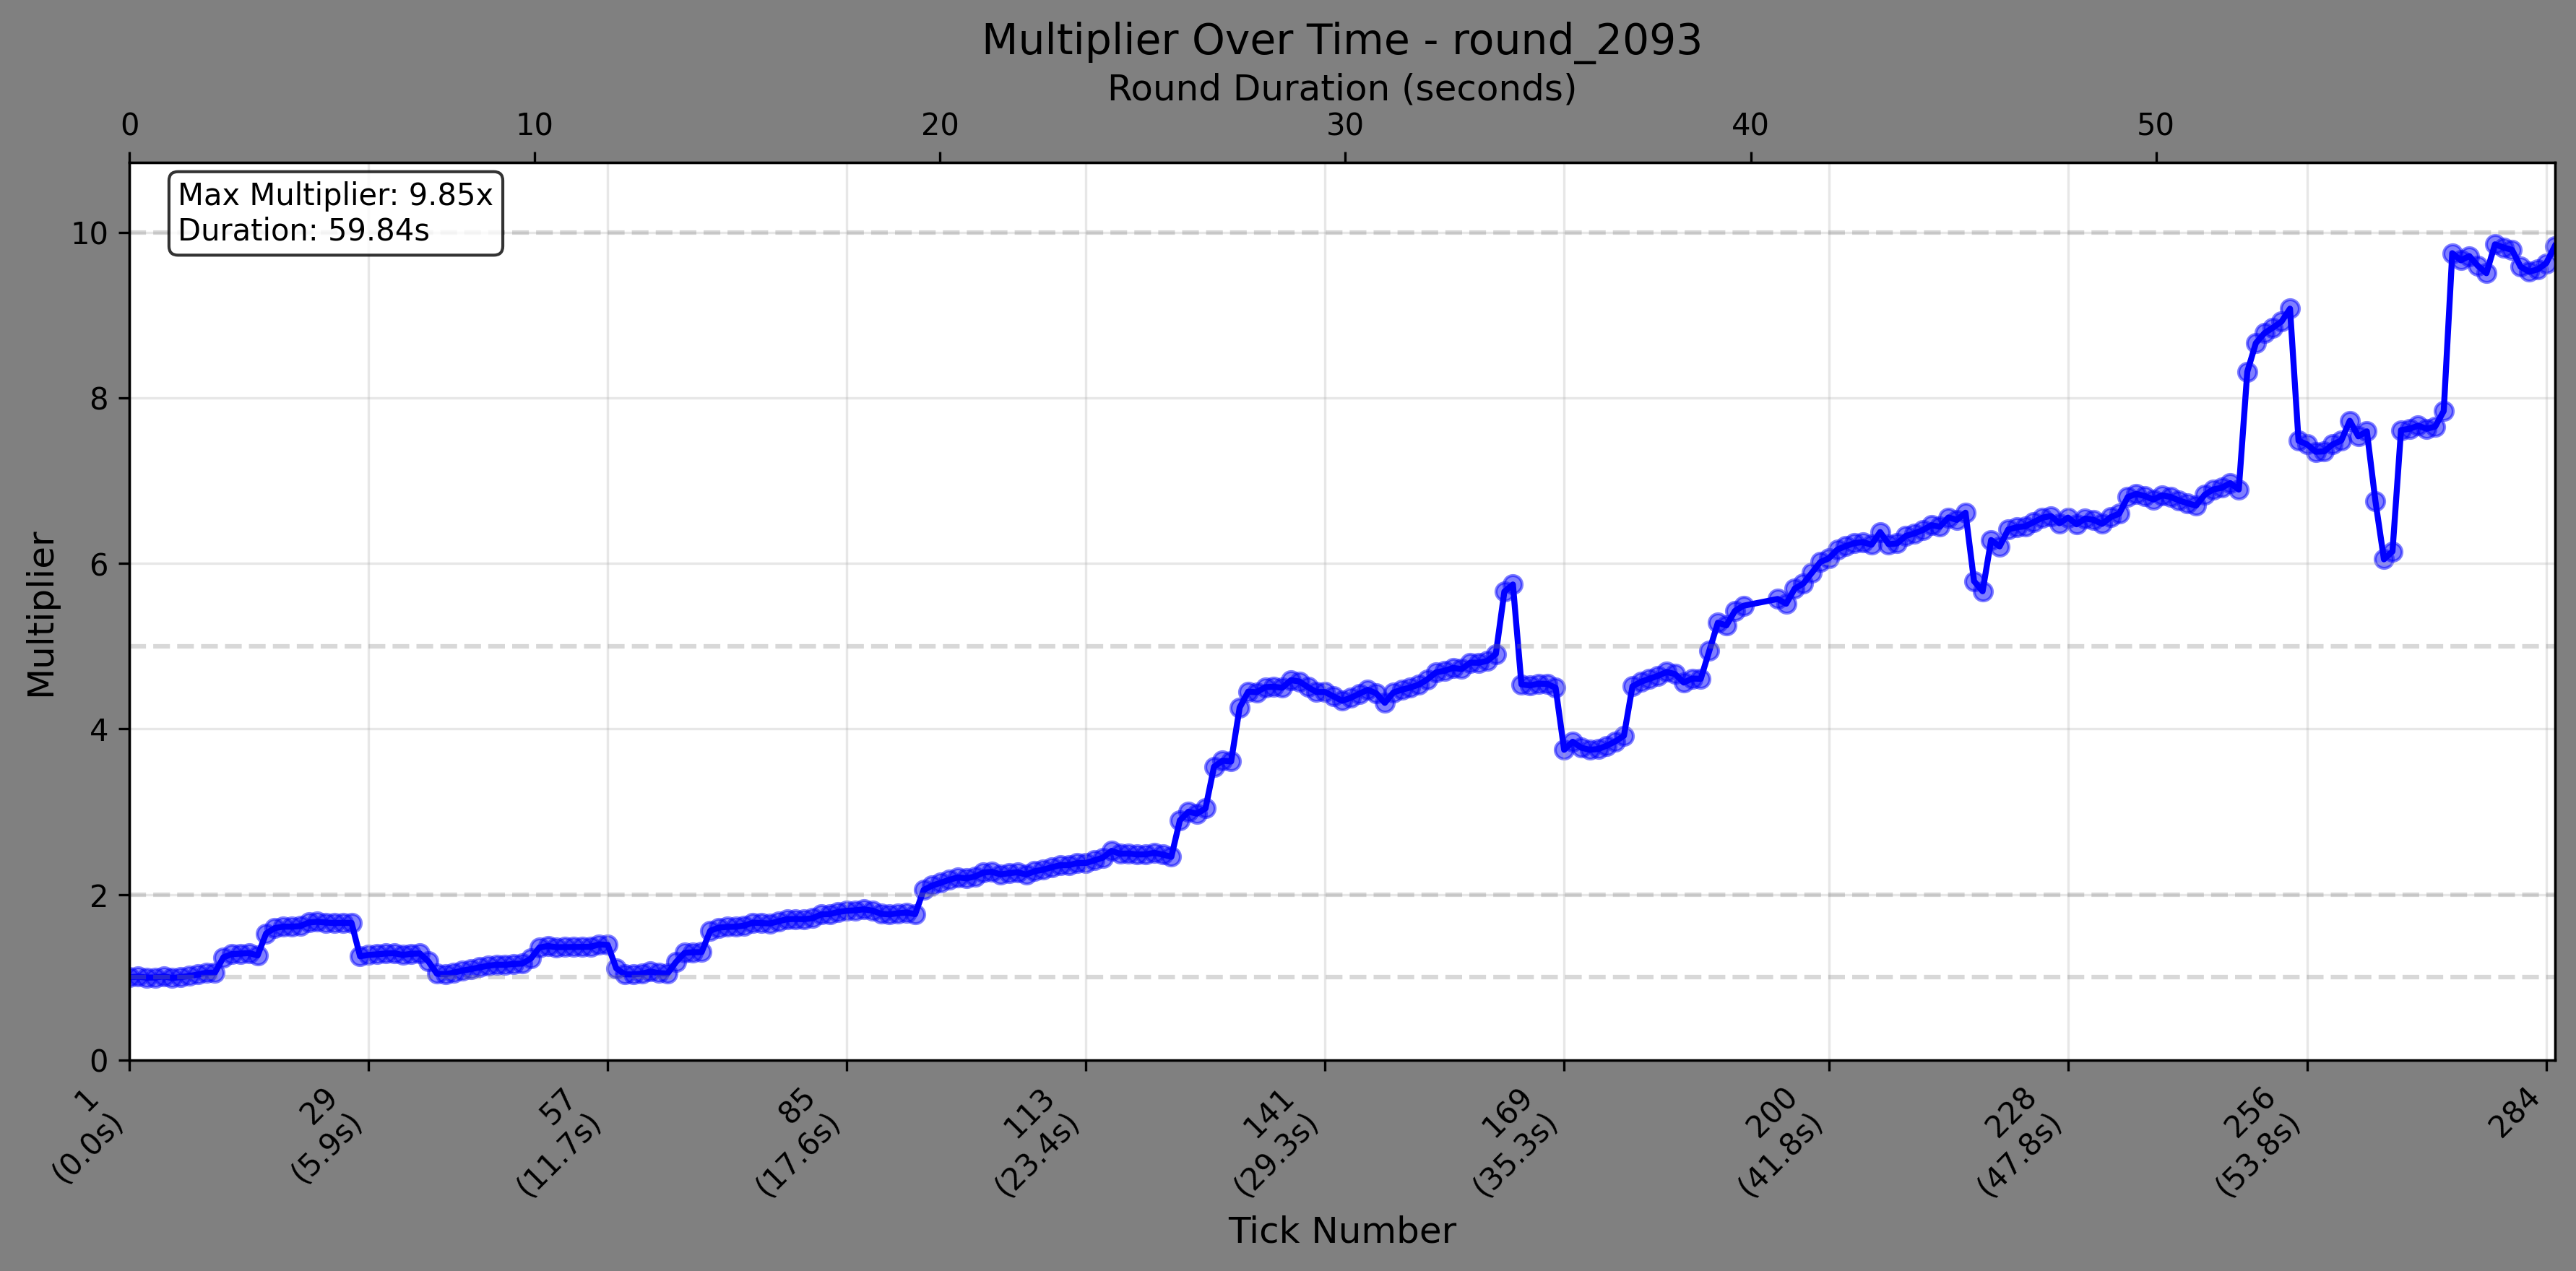 Multiplier Over Time - round_2093
Round Duration (seconds)
0 10 20 30 40 50
Max Multiplier: 9.85x
Duration: 59.84s
10
8
6
4
2
0
Multiplier
1
(0.0s)
29
(5.9s)
57
(11.7s)
85
(17.6s)
113
(23.4s)
141
(29.3s)
169
(35.3s)
200
(41.8s)
228
(47.8s)
256
(53.8s)
284
Tick Number